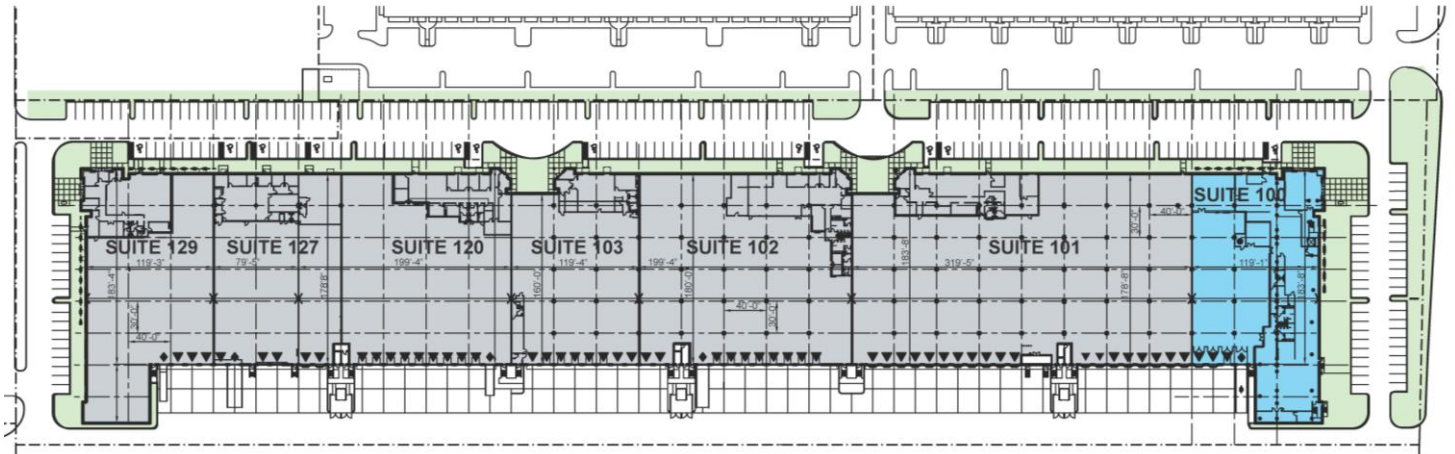 SUITE 100
SUITE 129
SUITE 127
SUITE 120
SUITE 103
SUITE 102
SUITE 101
40'-0"
30'-0"
119'-3"
79'-5"
199'-4"
119'-4"
199'-4"
319'-5"
119'-1"
183'-4"
178'8"
160'-0"
180'-0"
183'-8"
178'-8"
183'-8"
30'-0"
40'-0"
40'-0"
30'-0"